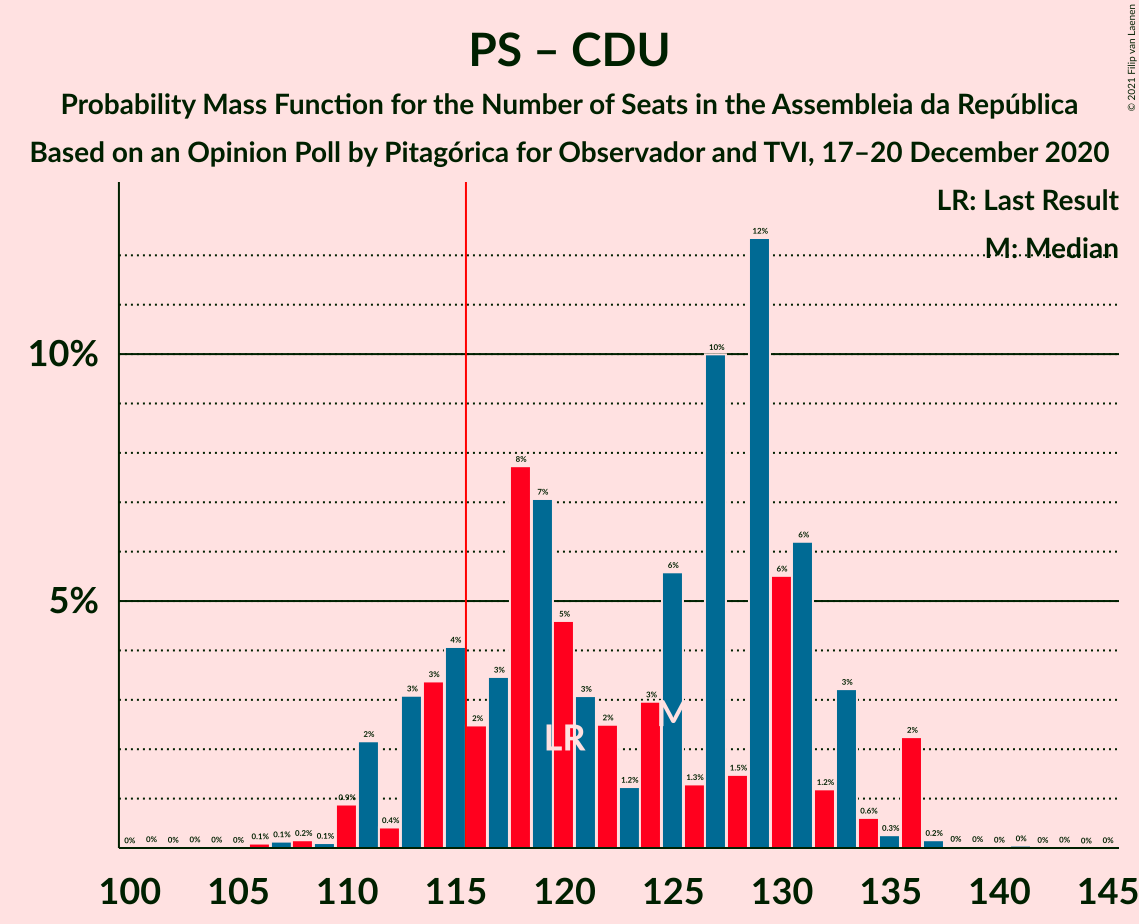 PS – CDU
Probability Mass Function for the Number of Seats in the Assembleia da República
Based on an Opinion Poll by Pitagórica for Observador and TVI, 17–20 December 2020
© 2021 Filip van Laenen
LR: Last Result
M: Median
10%
5%
0% 0% 0% 0% 0% 0% 0.1% 0.1% 0.2% 0.1% 0.9% 2% 0.4% 3% 3% 4% 2% 3% 8% 7% 5% 3% 2% 1.2% 3% 6% 1.3% 10% 1.5% 12% 6% 6% 1.2% 3% 0.6% 0.3% 2% 0.2% 0% 0% 0% 0% 0% 0% 0% 0%
LR M
100 105 110 115 120 125 130 135 140 145